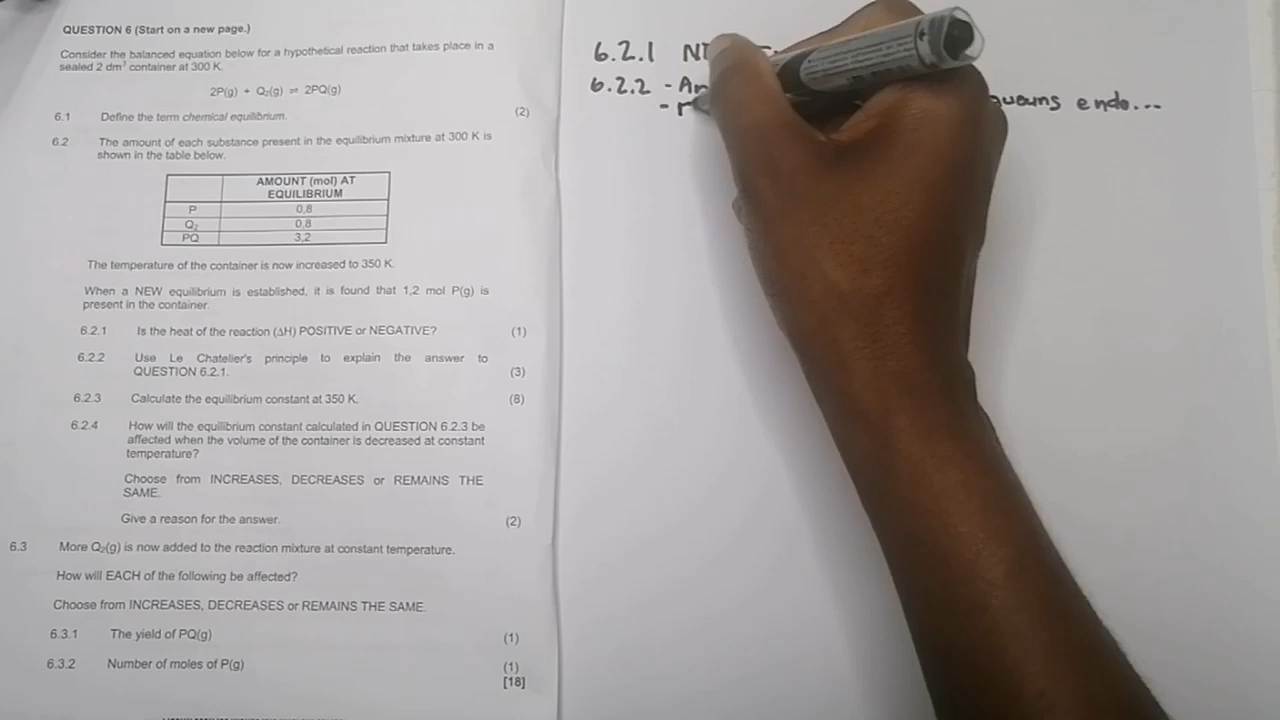 QUESTION 6 (Start on a new page.)
Consider the balanced equation below for a hypothetical reaction that takes place in a
sealed 2 dm³ container at 300 K.
2P(g) + Q₂(g) ⇌ 2PQ(g)
6.1 Define the term chemical equilibrium. (2)
6.2 The amount of each substance present in the equilibrium mixture at 300 K is
shown in the table below.
AMOUNT (mol) AT
EQUILIBRIUM
P 0,8
Q₂ 0,8
PQ 3,2
The temperature of the container is now increased to 350 K.
When a NEW equilibrium is established, it is found that 1,2 mol P(g) is
present in the container.
6.2.1 Is the heat of the reaction (ΔH) POSITIVE or NEGATIVE? (1)
6.2.2 Use Le Chatelier's principle to explain the answer to
QUESTION 6.2.1. (3)
6.2.3 Calculate the equilibrium constant at 350 K. (8)
6.2.4 How will the equilibrium constant calculated in QUESTION 6.2.3 be
affected when the volume of the container is decreased at constant
temperature?
Choose from INCREASES, DECREASES or REMAINS THE
SAME.
Give a reason for the answer. (2)
6.3 More Q₂(g) is now added to the reaction mixture at constant temperature.
How will EACH of the following be affected?
Choose from INCREASES, DECREASES or REMAINS THE SAME.
6.3.1 The yield of PQ(g) (1)
6.3.2 Number of moles of P(g) (1)
[18]
6.2.1
6.2.2 -
- endo...